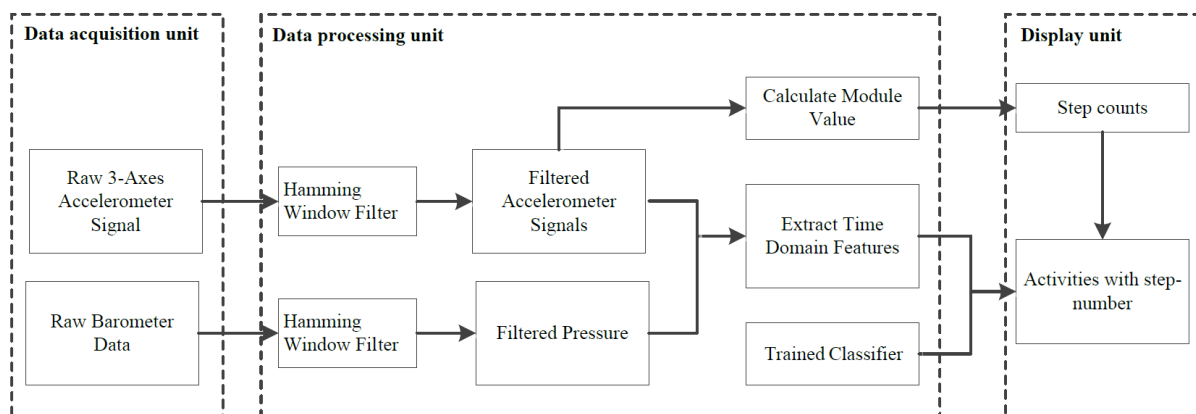 Data acquisition unit
Data processing unit
Display unit
Calculate Module
Value
Step counts
Raw 3-Axes
Accelerometer
Signal
Hamming
Window Filter
Filtered
Accelerometer
Signals
Extract Time
Domain Features
Activities with step-
number
Raw Barometer
Data
Hamming
Window Filter
Filtered Pressure
Trained Classifier